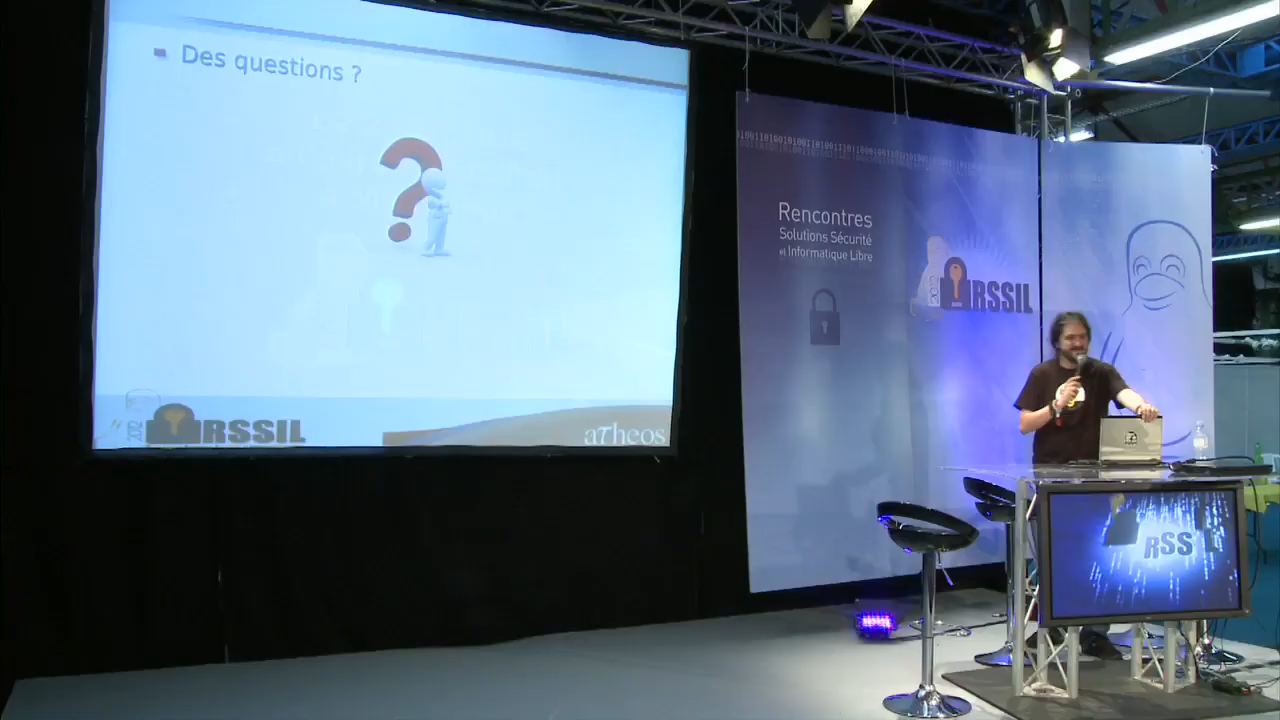 Des questions ?
RSSIL
aTheos
Rencontres
Solutions Sécurité
et Informatique Libre
RSSIL
RSS